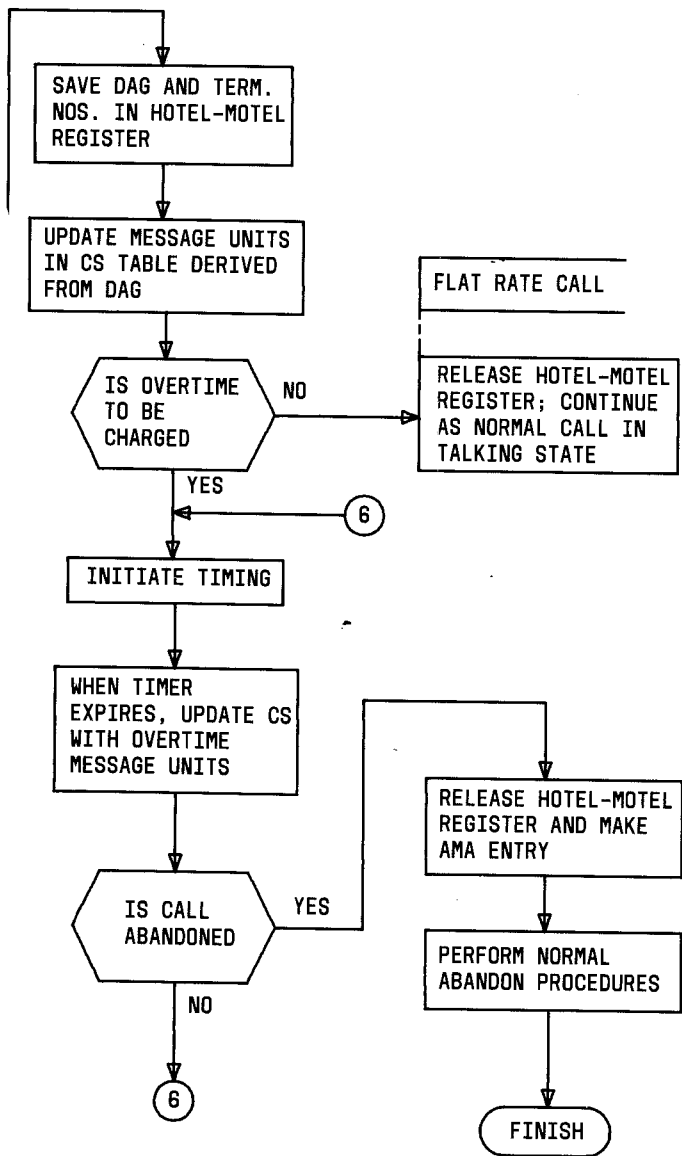 SAVE DAG AND TERM.
NOS. IN HOTEL-MOTEL
REGISTER
UPDATE MESSAGE UNITS
IN CS TABLE DERIVED
FROM DAG
FLAT RATE CALL
IS OVERTIME
TO BE
CHARGED
NO
RELEASE HOTEL-MOTEL
REGISTER; CONTINUE
AS NORMAL CALL IN
TALKING STATE
YES
6
INITIATE TIMING
WHEN TIMER
EXPIRES, UPDATE CS
WITH OVERTIME
MESSAGE UNITS
RELEASE HOTEL-MOTEL
REGISTER AND MAKE
AMA ENTRY
IS CALL
ABANDONED
YES
PERFORM NORMAL
ABANDON PROCEDURES
NO
6
FINISH